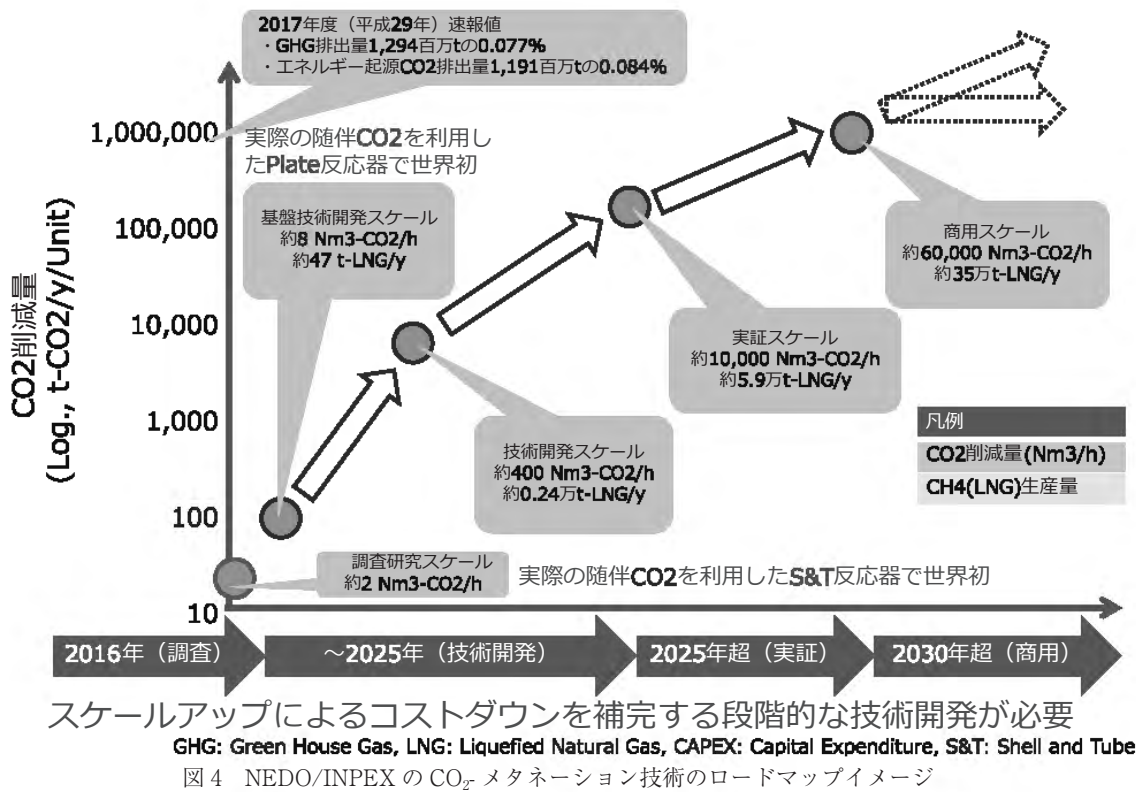 2017年度（平成29年）速報値
・GHG排出量1,294百万tの0.077%
・エネルギー起源CO2排出量1,191百万tの0.084%
CO2削減量
(Log., t-CO2/y/Unit)
1,000,000
100,000
10,000
1,000
100
10
実際の随伴CO2を利用し
たPlate反応器で世界初
基盤技術開発スケール
約8 Nm3-CO2/h
約47 t-LNG/y
商用スケール
約60,000 Nm3-CO2/h
約35万t-LNG/y
実証スケール
約10,000 Nm3-CO2/h
約5.9万t-LNG/y
技術開発スケール
約400 Nm3-CO2/h
約0.24万t-LNG/y
凡例
CO2削減量(Nm3/h)
CH4(LNG)生産量
調査研究スケール
約2 Nm3-CO2/h
実際の随伴CO2を利用したS&T反応器で世界初
2016年（調査）
～2025年（技術開発）
2025年超（実証）
2030年超（商用）
スケールアップによるコストダウンを補完する段階的な技術開発が必要
GHG: Green House Gas, LNG: Liquefied Natural Gas, CAPEX: Capital Expenditure, S&T: Shell and Tube
図4 NEDO/INPEX の CO₂-メタネーション技術のロードマップイメージ